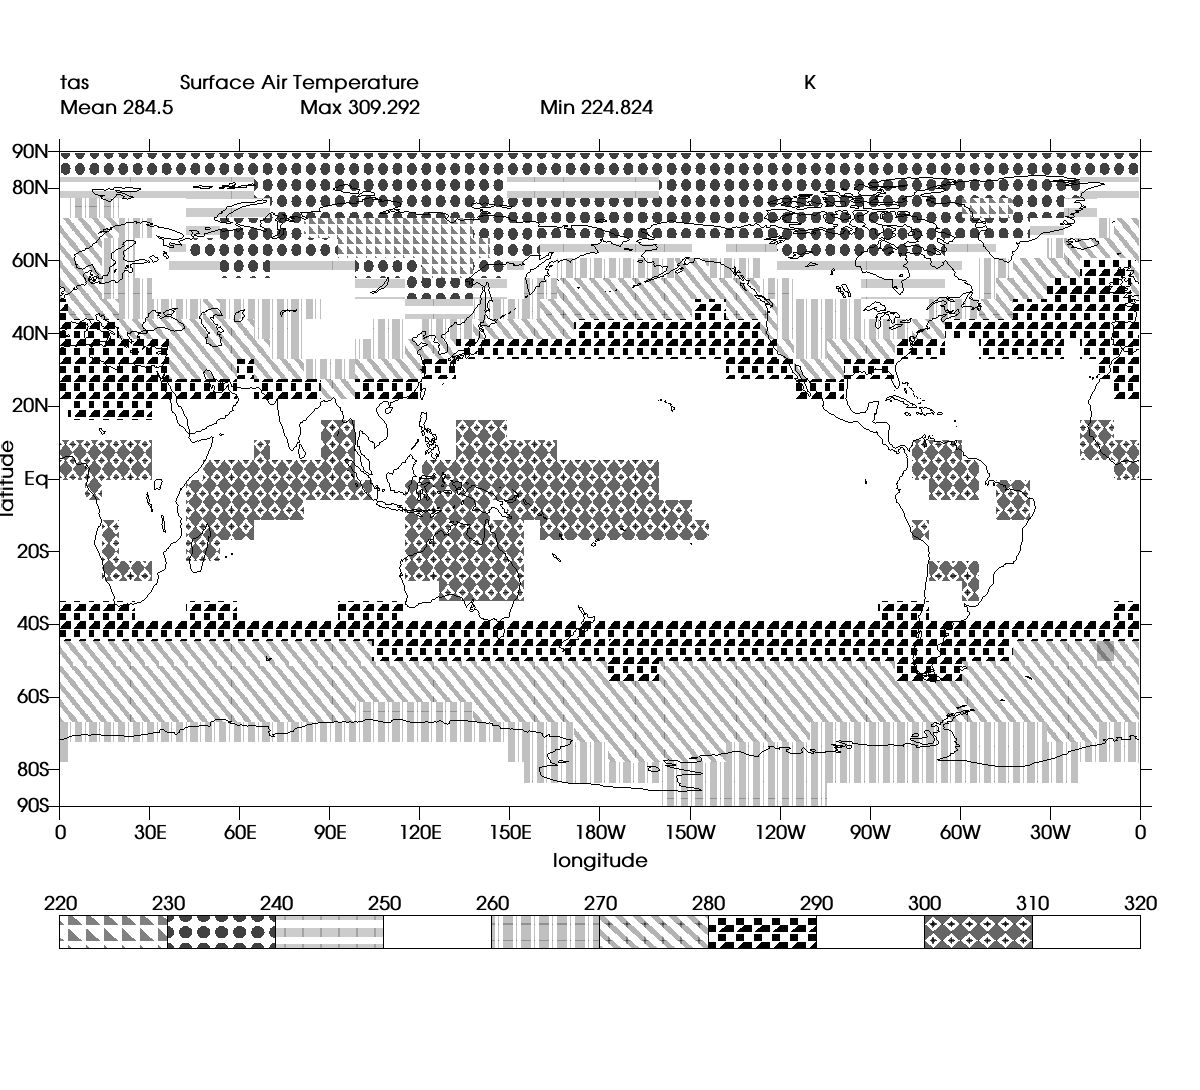 tas Surface Air Temperature K
Mean 284.5 Max 309.292 Min 224.824
90N
80N
60N
40N
20N
Eq
20S
40S
60S
80S
90S
latitude
0 30E 60E 90E 120E 150E 180W 150W 120W 90W 60W 30W 0
longitude
220 230 240 250 260 270 280 290 300 310 320